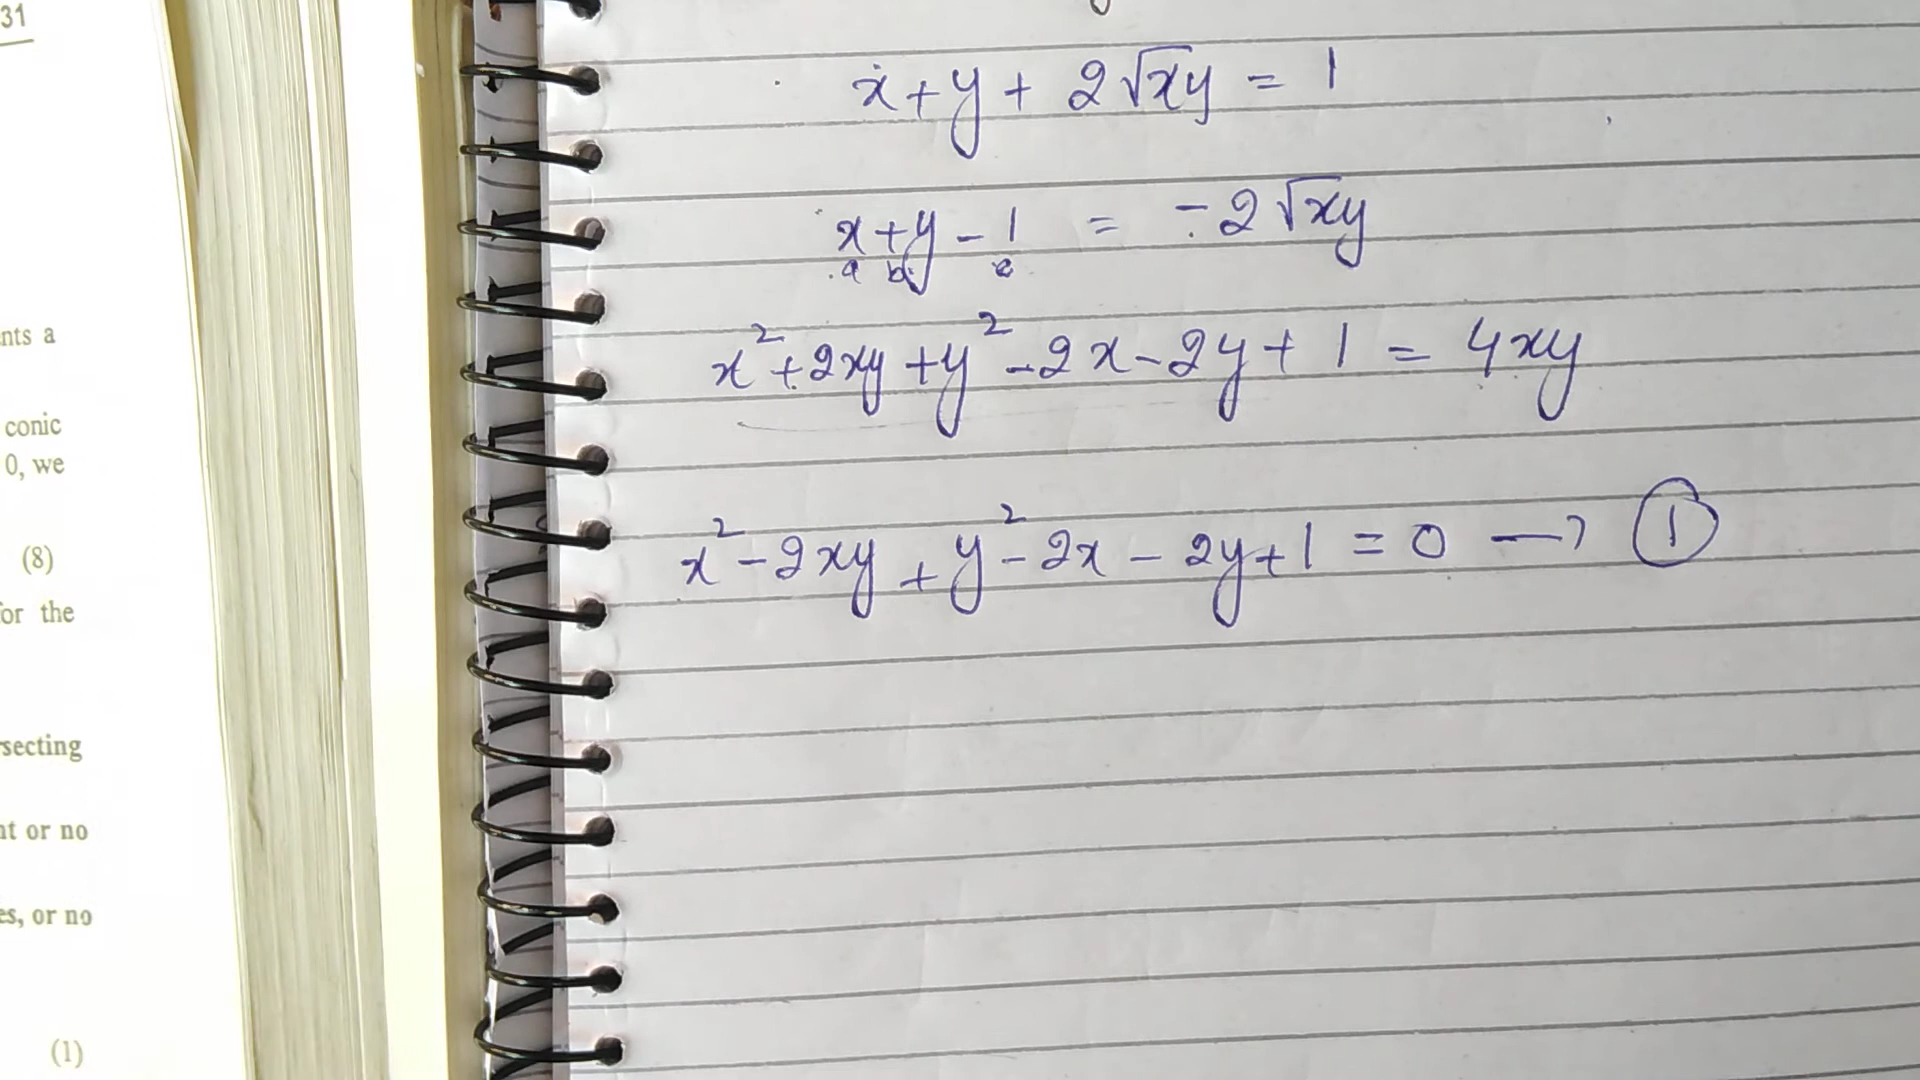 31
nts a
conic
0, we
(8)
for the
rsecting
nt or no
es, or no
(1)
x + y + 2√xy = 1
x + y - 1 = -2√xy
a b c
x² + 2xy + y² - 2x - 2y + 1 = 4xy
x² - 2xy + y² - 2x - 2y + 1 = 0 → ①